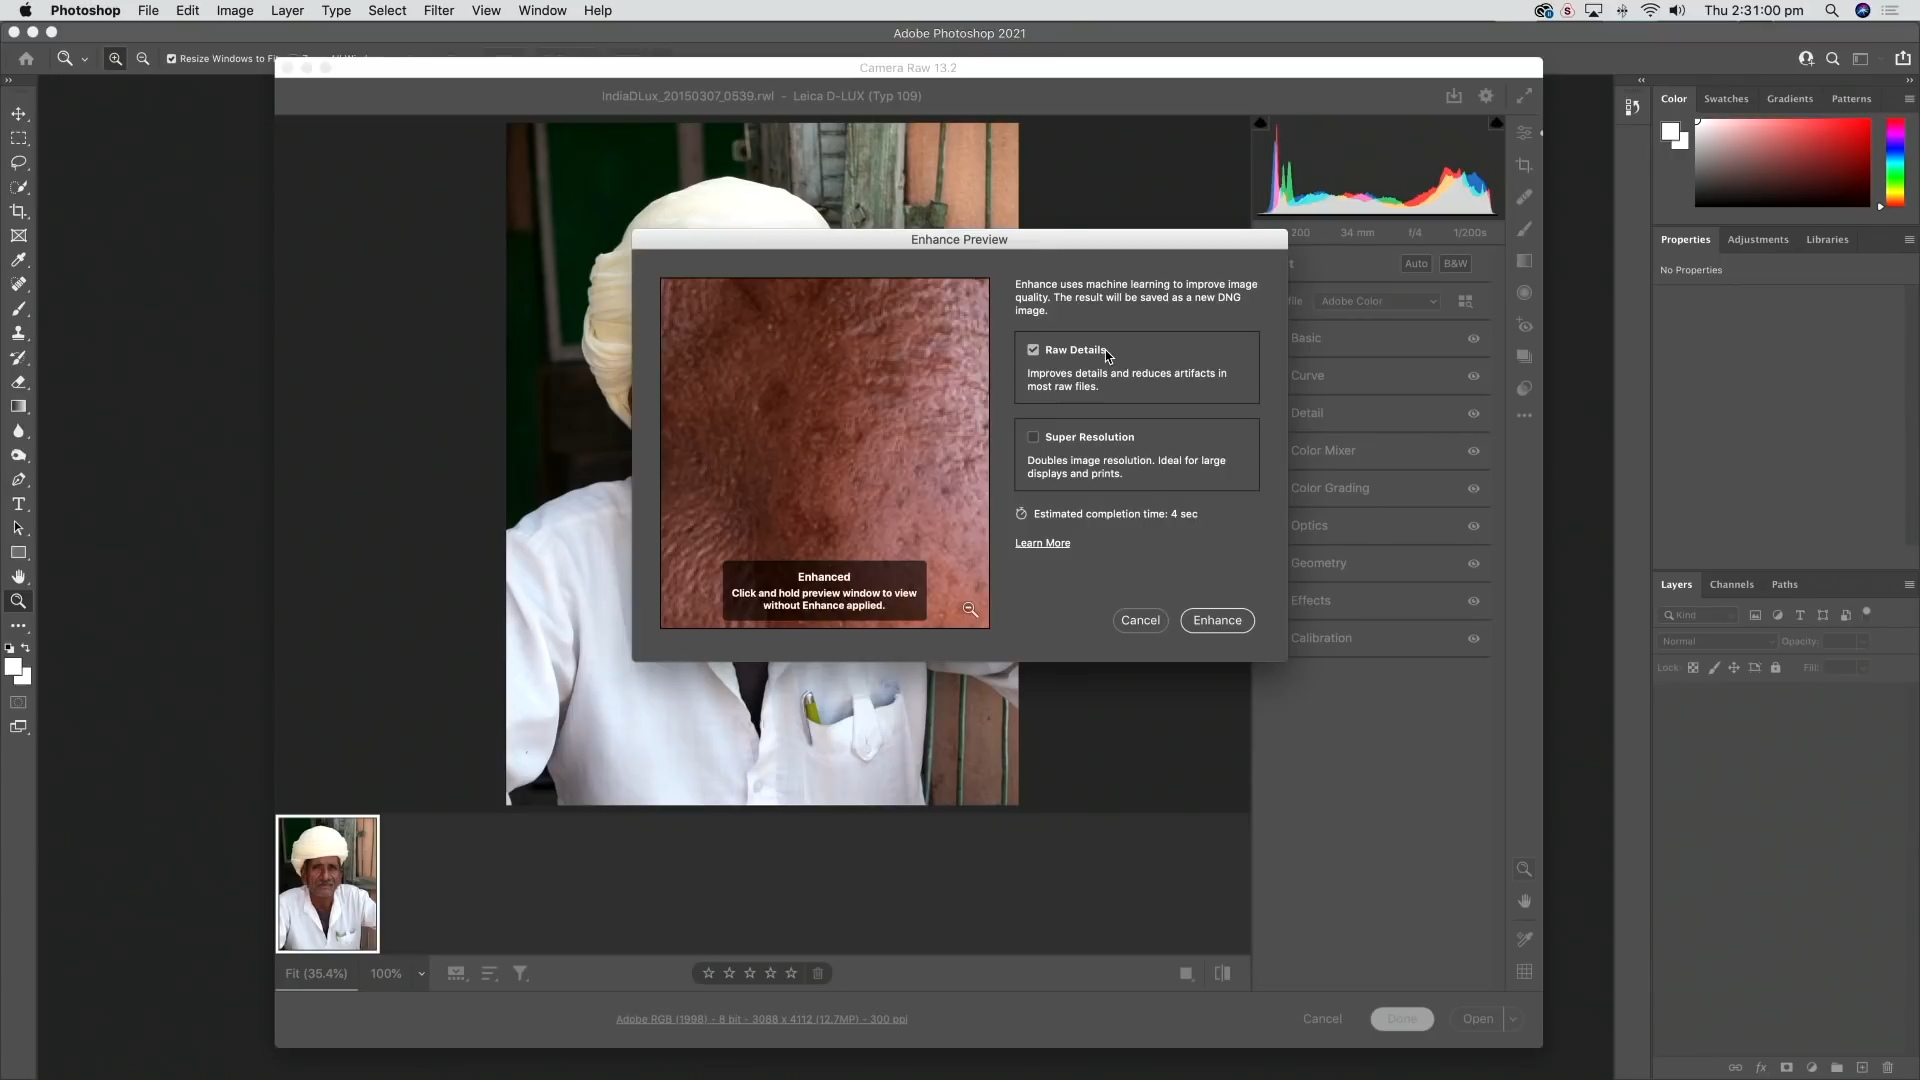 Photoshop File Edit Image Layer Type Select Filter View Window Help
Thu 2:31:00 pm
Adobe Photoshop 2021
Resize Windows to Fi
Camera Raw 13.2
IndiaDLux_20150307_0539.rwl - Leica D-LUX (Typ 109)
Color Swatches Gradients Patterns
200 34 mm f/4 1/200s
Properties Adjustments Libraries
No Properties
Enhance Preview
Auto B&W
Adobe Color
Enhance uses machine learning to improve image
quality. The result will be saved as a new DNG
image.
Raw Details
Improves details and reduces artifacts in
most raw files.
Super Resolution
Doubles image resolution. Ideal for large
displays and prints.
Estimated completion time: 4 sec
Learn More
Enhanced
Click and hold preview window to view
without Enhance applied.
Cancel Enhance
Basic
Curve
Detail
Color Mixer
Color Grading
Optics
Geometry
Effects
Calibration
Layers Channels Paths
Kind
Normal Opacity:
Lock: Fill:
Fit (35.4%) 100%
Adobe RGB (1998) - 8 bit - 3088 x 4112 (12.7MP) - 300 ppi
Cancel Done Open
fx